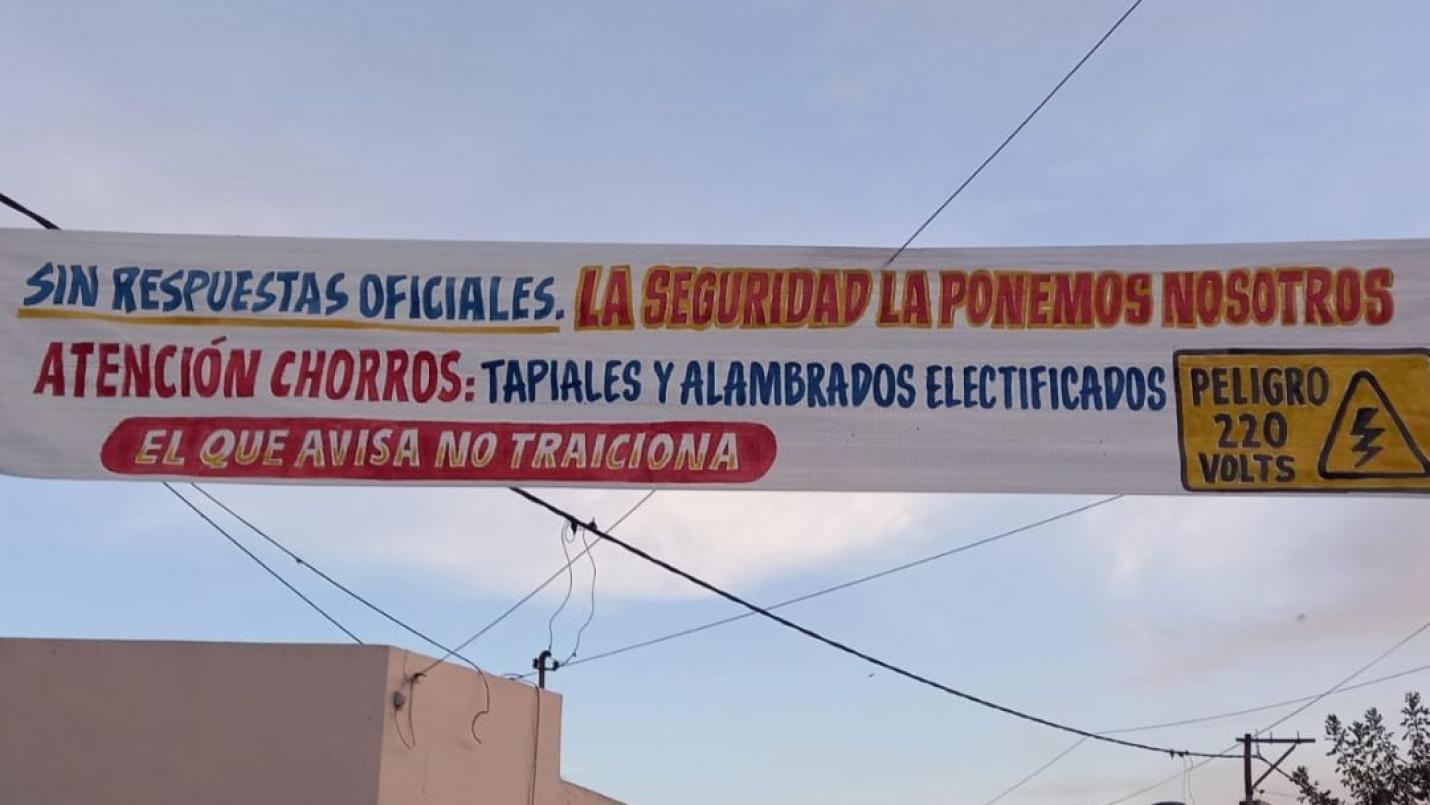 SIN RESPUESTAS OFICIALES. LA SEGURIDAD LA PONEMOS NOSOTROS
ATENCIÓN CHORROS: TAPIALES Y ALAMBRADOS ELECTIFICADOS
EL QUE AVISA NO TRAICIONA
PELIGRO
220
VOLTS